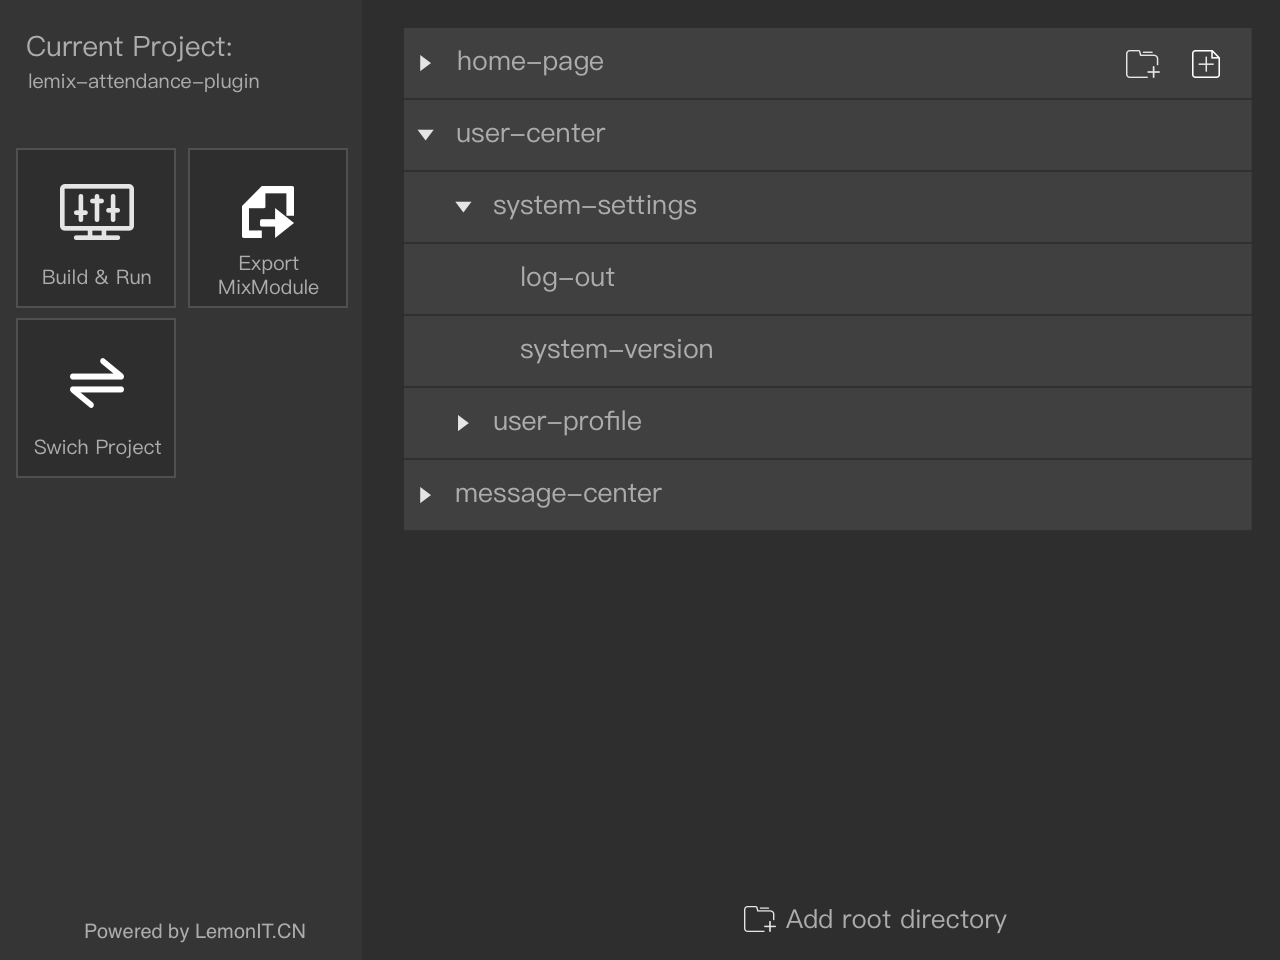 Current Project:
lemix-attendance-plugin
Build & Run
Export
MixModule
Swich Project
Powered by LemonIT.CN
home-page
user-center
system-settings
log-out
system-version
user-profile
message-center
Add root directory